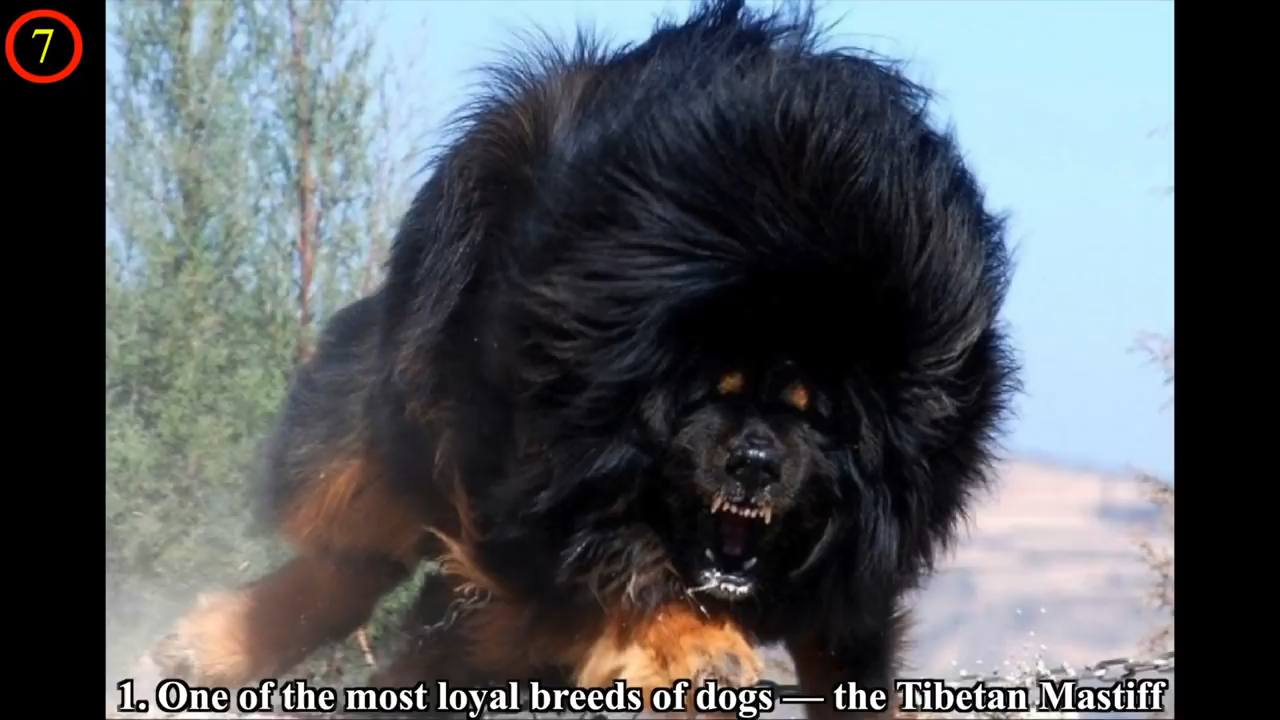 7
1. One of the most loyal breeds of dogs — the Tibetan Mastiff